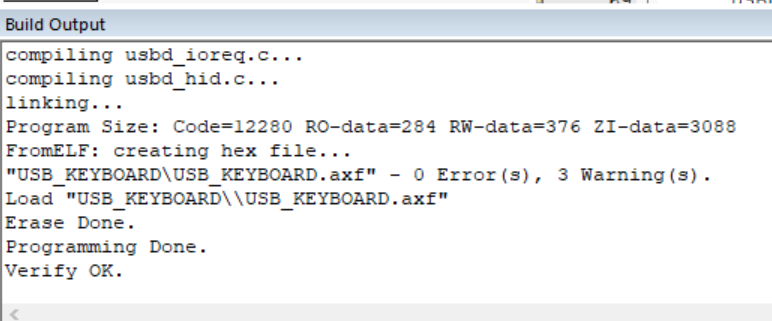 Build Output
compiling usbd_ioreq.c...
compiling usbd_hid.c...
linking...
Program Size: Code=12280 RO-data=284 RW-data=376 ZI-data=3088
FromELF: creating hex file...
"USB_KEYBOARD\USB_KEYBOARD.axf" - 0 Error(s), 3 Warning(s).
Load "USB_KEYBOARD\\USB_KEYBOARD.axf"
Erase Done.
Programming Done.
Verify OK.